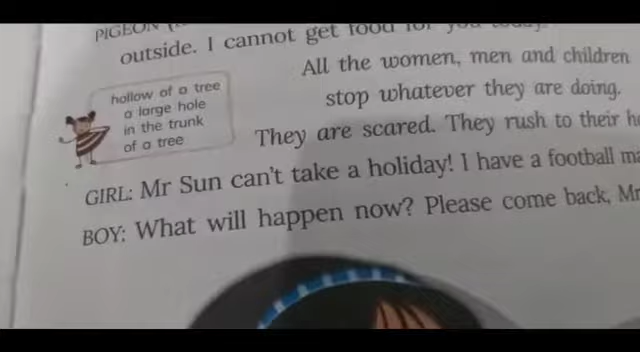 PIGEON
outside. I cannot get food for you today.
hollow of a tree
a large hole
in the trunk
of a tree
All the women, men and children
stop whatever they are doing.
They are scared. They rush to their
GIRL: Mr Sun can't take a holiday! I have a football
BOY: What will happen now? Please come back, Mr